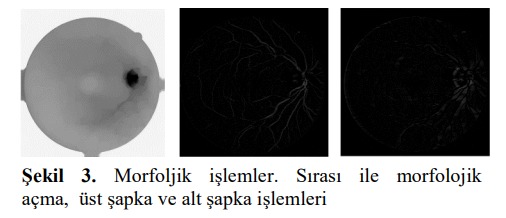 Şekil 3. Morfoljik işlemler. Sırası ile morfolojik
açma, üst şapka ve alt şapka işlemleri